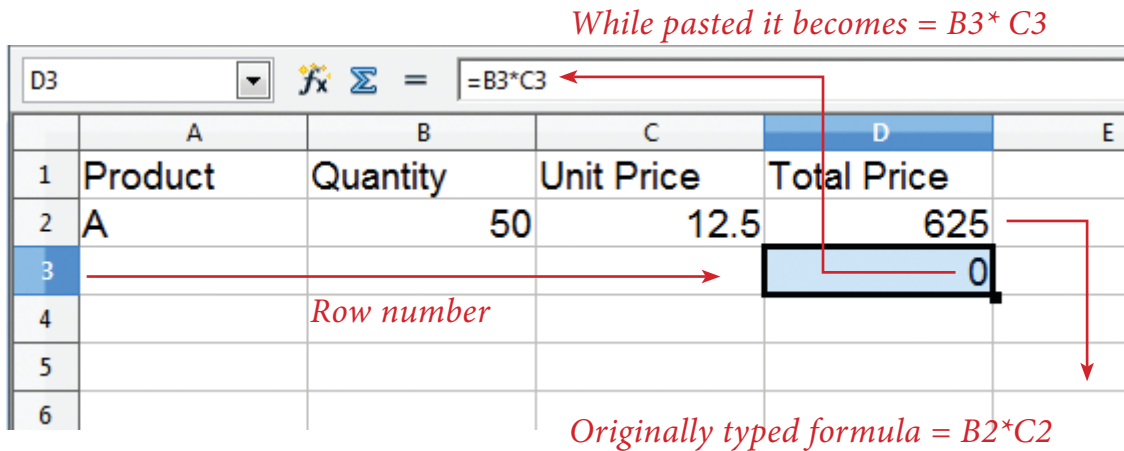 While pasted it becomes = B3* C3
D3 fx Σ = =B3*C3
A B C D E
1 Product Quantity Unit Price Total Price
2 A 50 12.5 625
3 0
Row number
4
5
6
Originally typed formula = B2*C2